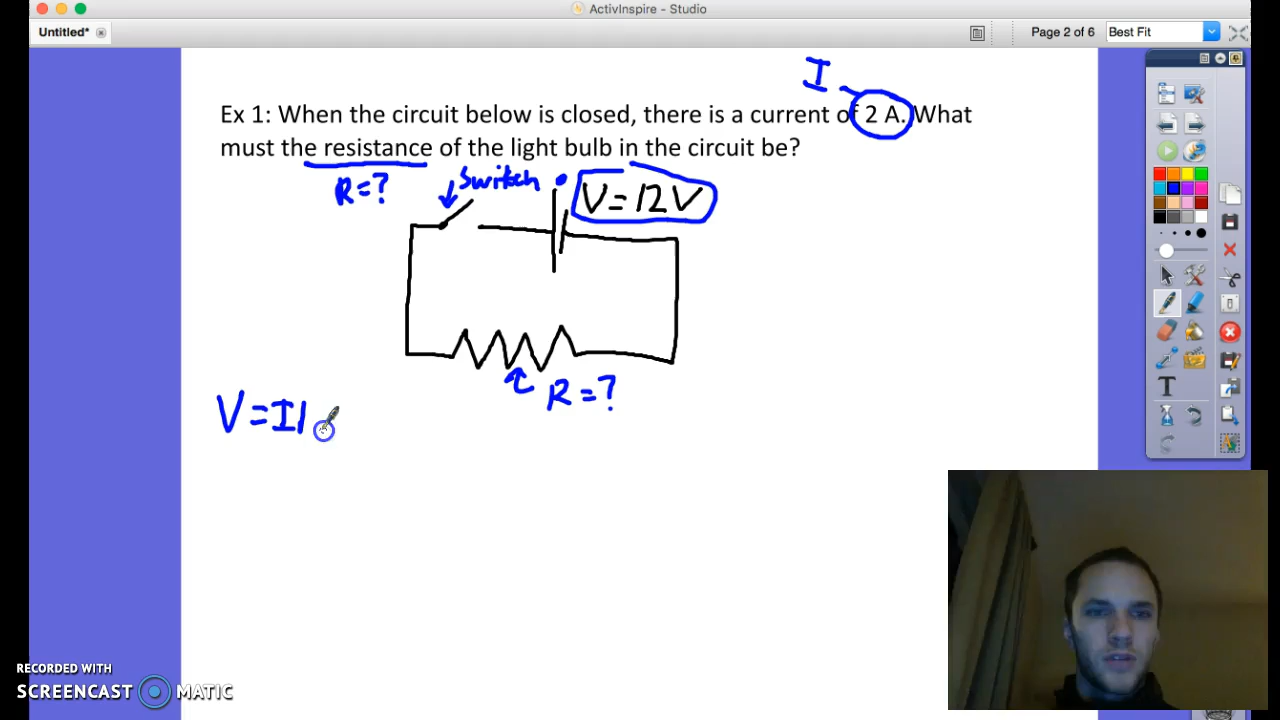 ActivInspire - Studio
Untitled*
Page 2 of 6
Best Fit
I
Ex 1: When the circuit below is closed, there is a current of 2 A. What
must the resistance of the light bulb in the circuit be?
R=?
Switch
V=12V
R=?
V=I
T
RECORDED WITH
SCREENCAST MATIC